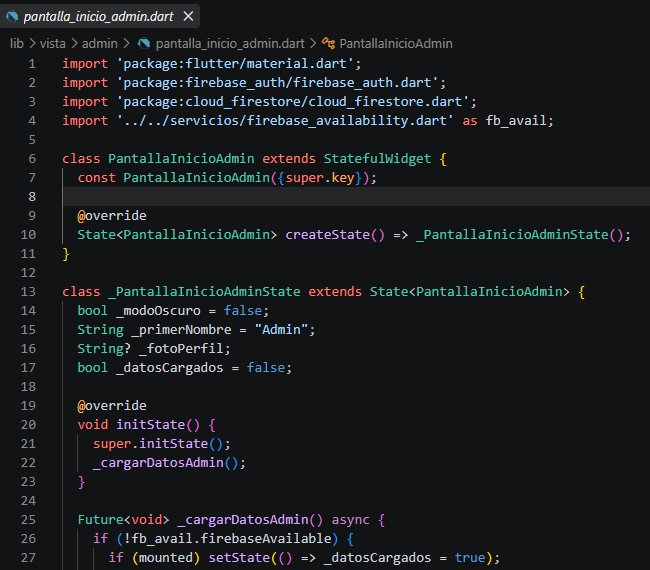 pantalla_inicio_admin.dart ×
lib > vista > admin > pantalla_inicio_admin.dart > PantallaInicioAdmin
1 import 'package:flutter/material.dart';
2 import 'package:firebase_auth/firebase_auth.dart';
3 import 'package:cloud_firestore/cloud_firestore.dart';
4 import '../../servicios/firebase_availability.dart' as fb_avail;
5
6 class PantallaInicioAdmin extends StatefulWidget {
7   const PantallaInicioAdmin({super.key});
8
9   @override
10   State<PantallaInicioAdmin> createState() => _PantallaInicioAdminState();
11 }
12
13 class _PantallaInicioAdminState extends State<PantallaInicioAdmin> {
14   bool _modoOscuro = false;
15   String _primerNombre = "Admin";
16   String? _fotoPerfil;
17   bool _datosCargados = false;
18
19   @override
20   void initState() {
21     super.initState();
22     _cargarDatosAdmin();
23   }
24
25   Future<void> _cargarDatosAdmin() async {
26     if (!fb_avail.firebaseAvailable) {
27       if (mounted) setState(() => _datosCargados = true);